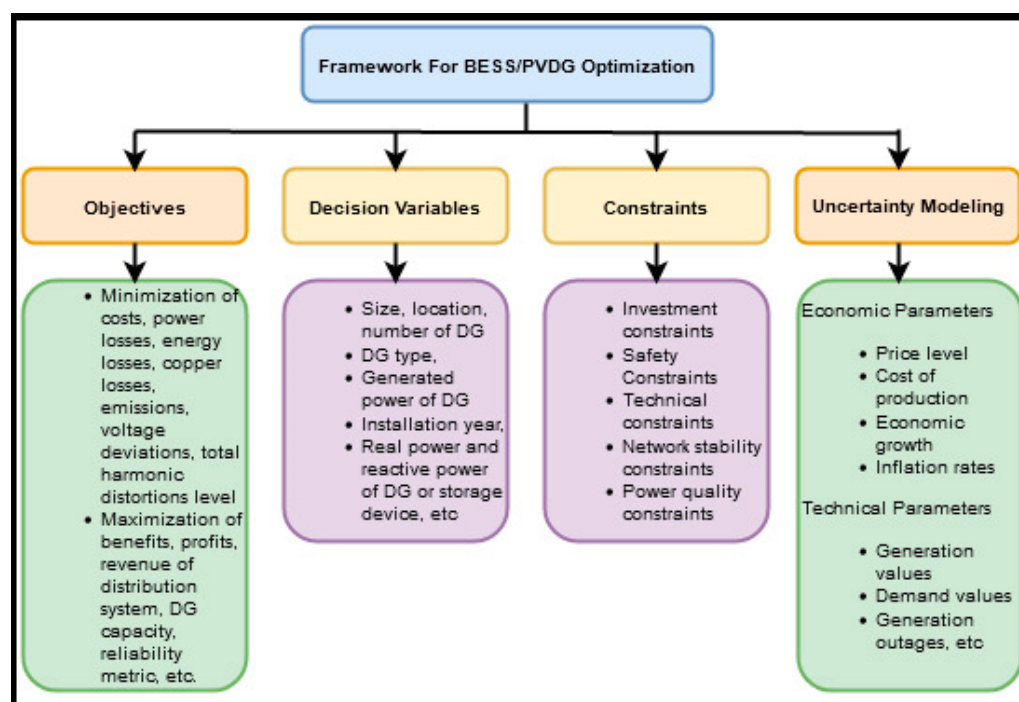 Framework For BESS/PVDG Optimization
Objectives
Decision Variables
Constraints
Uncertainty Modeling
• Minimization of
costs, power
losses, energy
losses, copper
losses,
emissions,
voltage
deviations, total
harmonic
distortions level
• Maximization of
benefits, profits,
revenue of
distribution
system, DG
capacity,
reliability
metric, etc.
• Size, location,
number of DG
• DG type,
• Generated
power of DG
• Installation year,
• Real power and
reactive power
of DG or storage
device, etc
• Investment
constraints
• Safety
Constraints
• Technical
constraints
• Network stability
constraints
• Power quality
constraints
Economic Parameters
• Price level
• Cost of
production
• Economic
growth
• Inflation rates
Technical Parameters
• Generation
values
• Demand values
• Generation
outages, etc